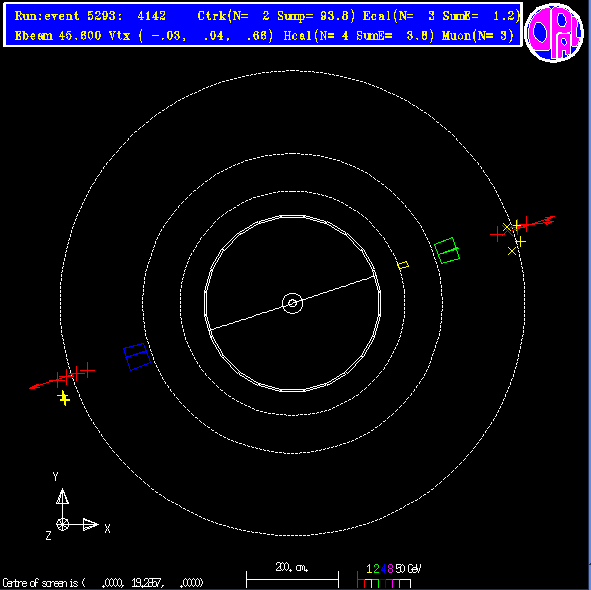 Run:event 5293: 4142 Ctrk(N= 2 Sump= 93.8) Ecal(N= 3 SumE= 1.2)
Ebeam 45.600 Vtx ( -.03, .04, .66) Hcal(N= 4 SumE= 3.8) Muon(N= 3)
OPAL
Y
X
Z
200. cm.
1 2 4 8 50 GeV
Centre of screen is ( .0000, 19.2857, .0000)